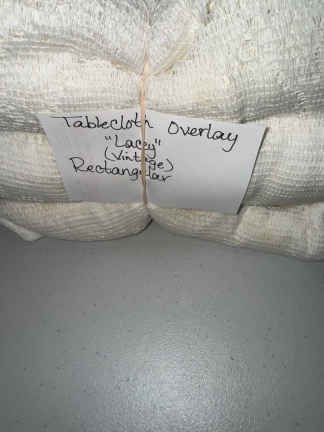 Tablecloth Overlay
"Lacey"
(Vintage)
Rectangular